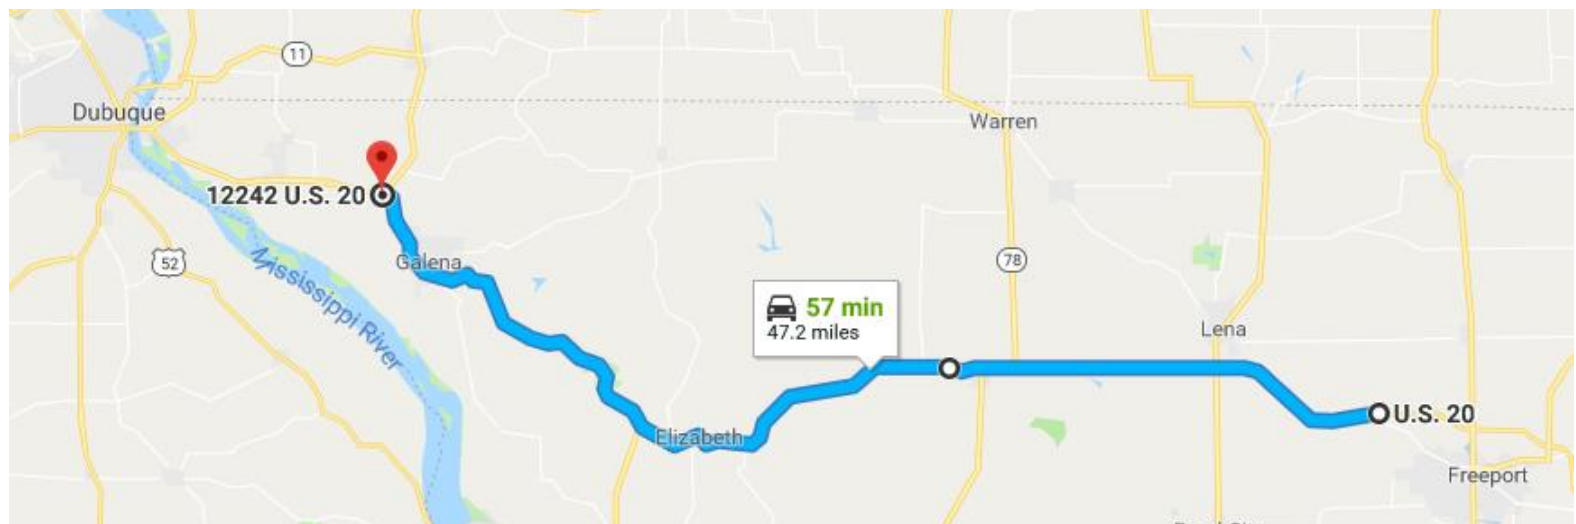 11
Dubuque
Warren
12242 U.S. 20
52
Mississippi River
Galena
78
57 min
47.2 miles
Lena
Elizabeth
U.S. 20
Freeport